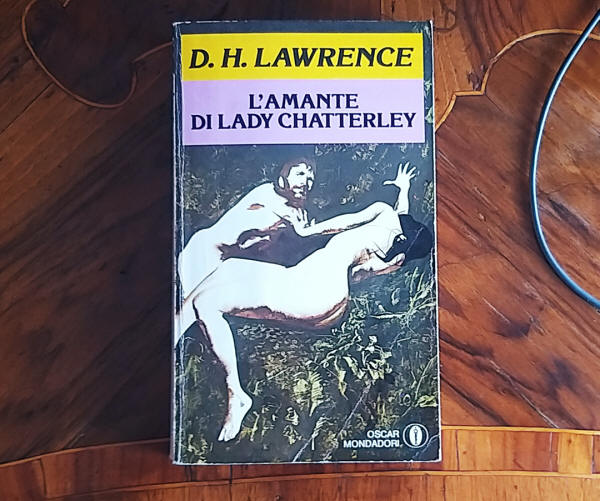 D. H. LAWRENCE
L'AMANTE
DI LADY CHATTERLEY
OSCAR
MONDADORI